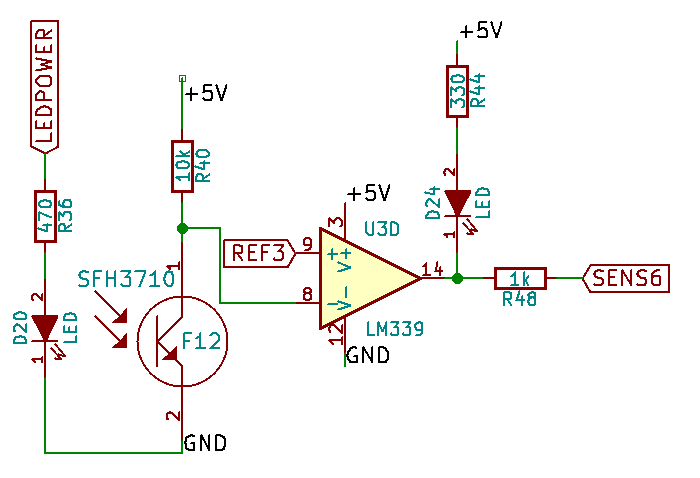 LEDPOWER
+5V
+5V
330
R44
10k
R40
2
D24
LED
1
+5V
470
R36
3
U3D
REF3
9
+
V+
14
1k
R48
SENS6
SFH3710
1
8
-
V-
2
D20
LED
1
F12
12
LM339
GND
2
GND